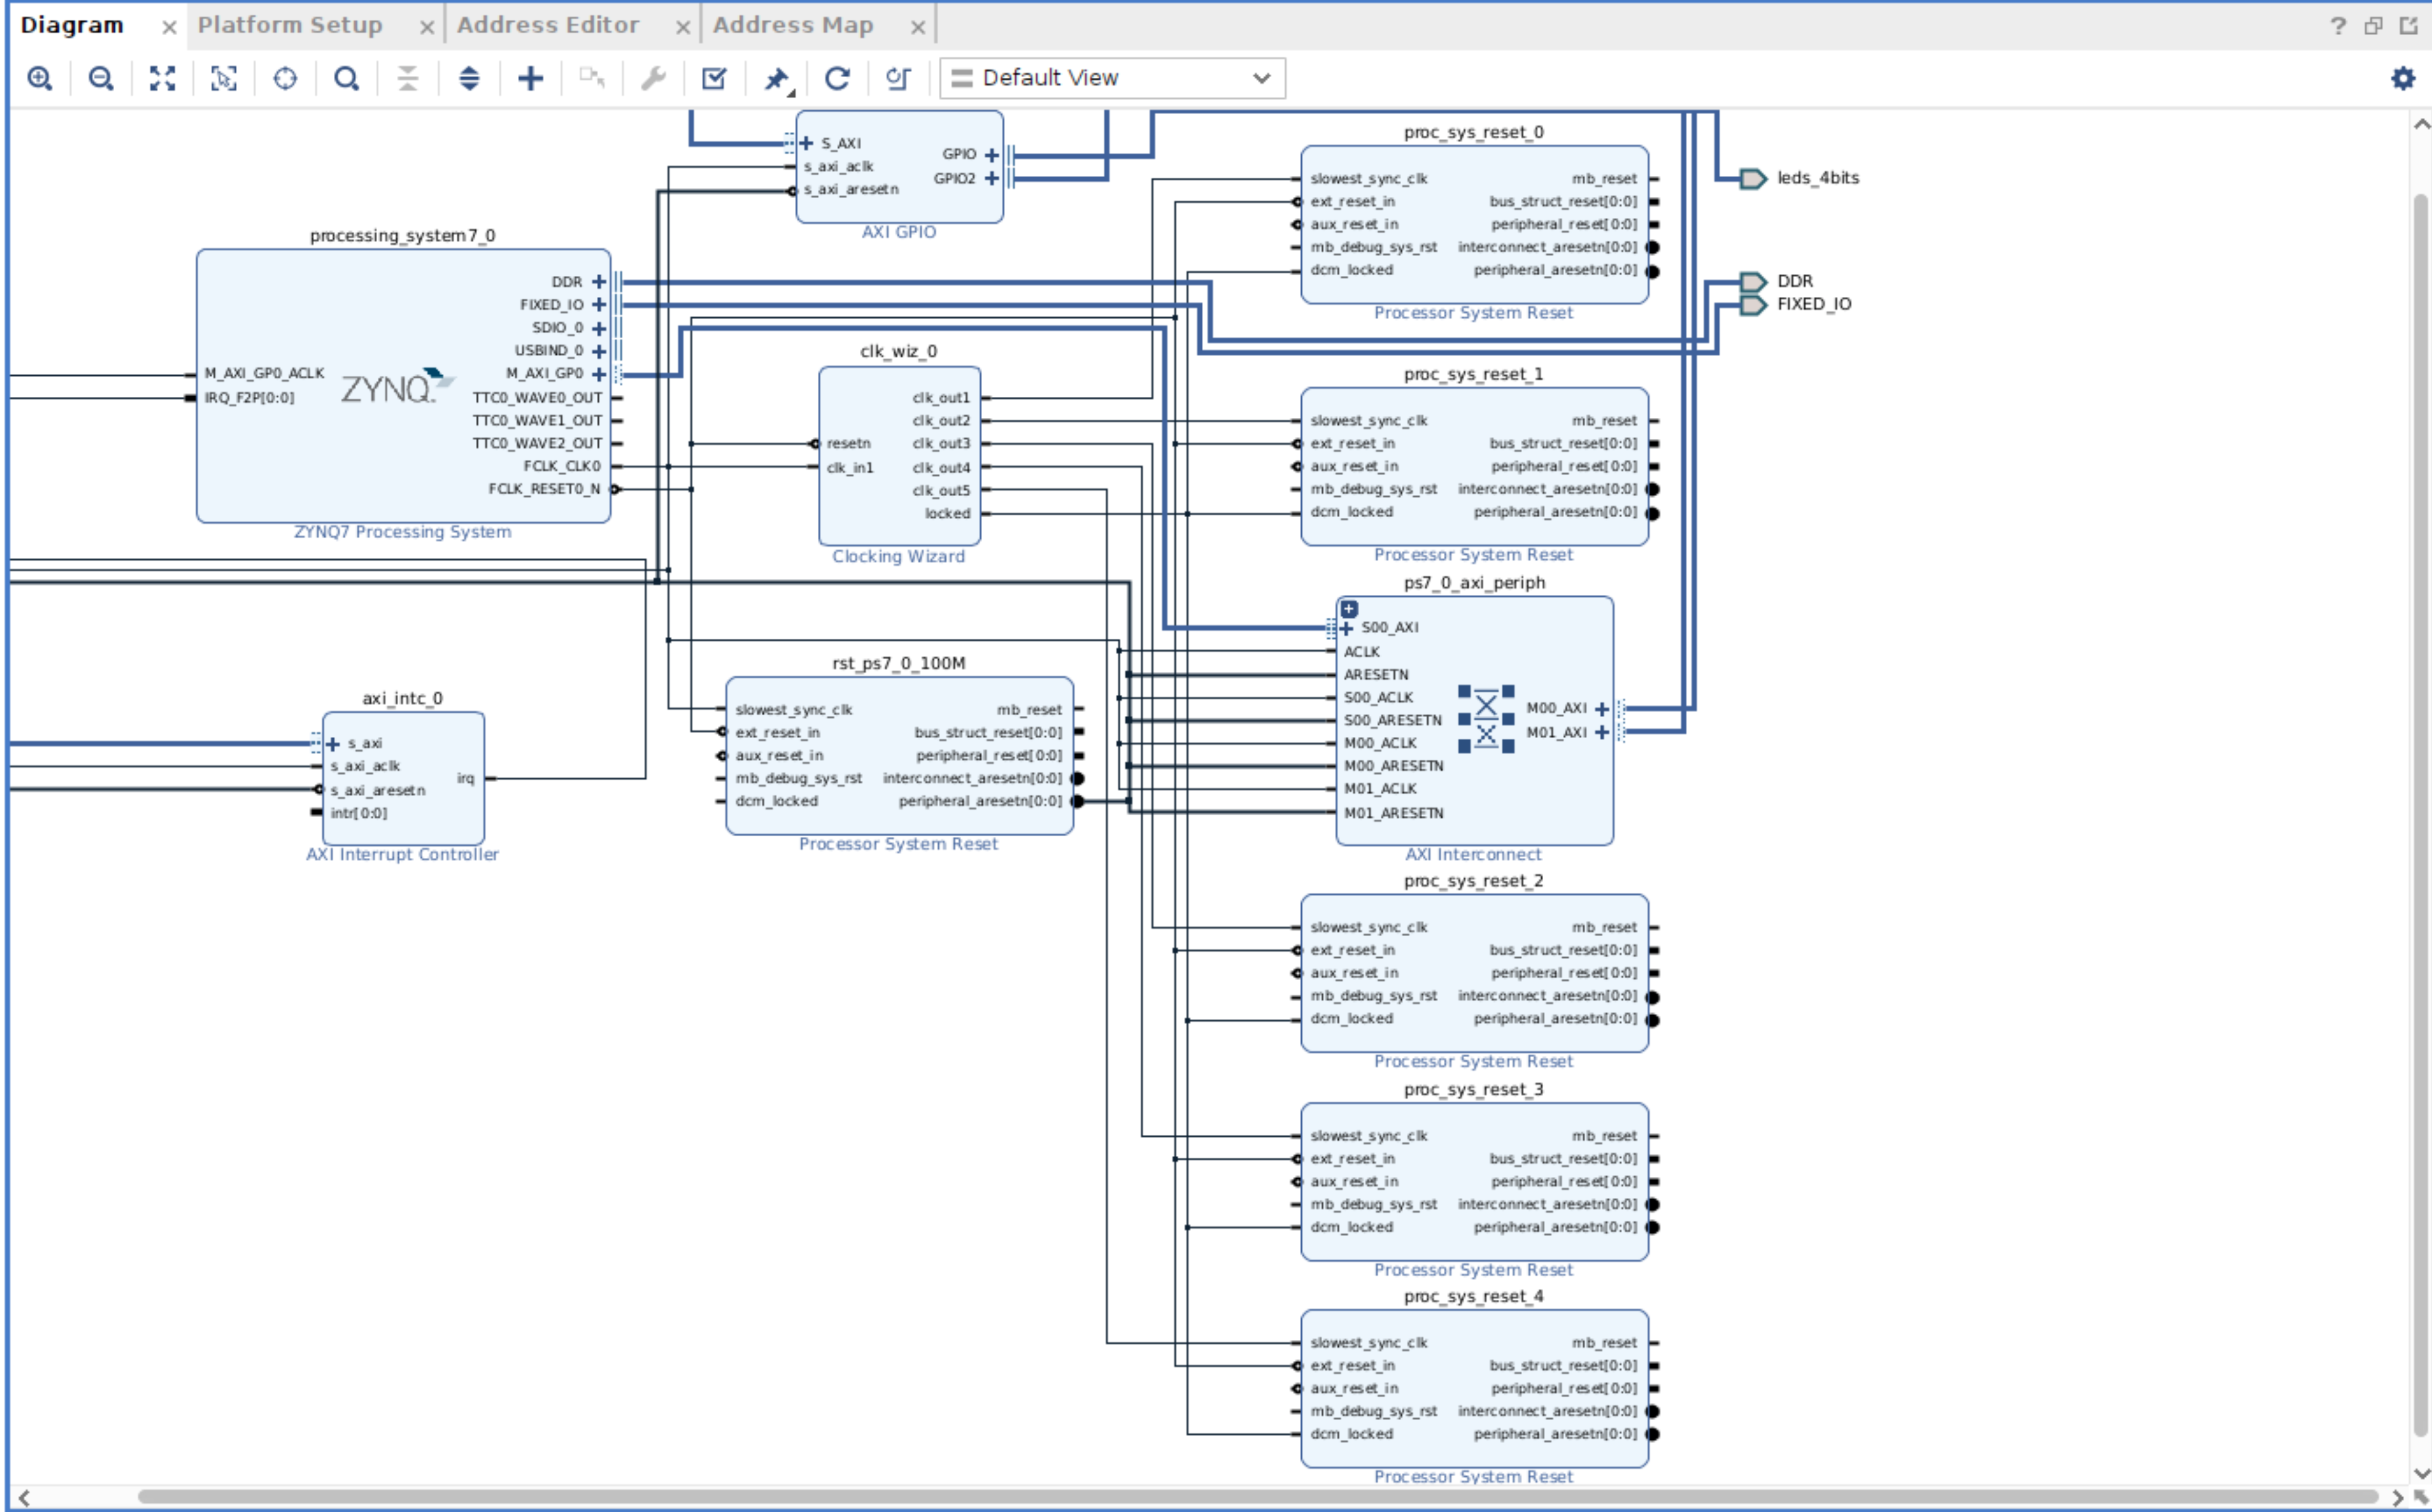 Diagram × Platform Setup × Address Editor × Address Map ×
Default View
S_AXI
s_axi_aclk
s_axi_aresetn
GPIO
GPIO2
AXI GPIO
proc_sys_reset_0
slowest_sync_clk
ext_reset_in
aux_reset_in
mb_debug_sys_rst
dcm_locked
mb_reset
bus_struct_reset[0:0]
peripheral_reset[0:0]
interconnect_aresetn[0:0]
peripheral_aresetn[0:0]
Processor System Reset
leds_4bits
DDR
FIXED_IO
processing_system7_0
M_AXI_GP0_ACLK
IRQ_F2P[0:0]
ZYNQ
DDR
FIXED_IO
SDIO_0
USBIND_0
M_AXI_GP0
TTC0_WAVE0_OUT
TTC0_WAVE1_OUT
TTC0_WAVE2_OUT
FCLK_CLK0
FCLK_RESET0_N
ZYNQ7 Processing System
clk_wiz_0
resetn
clk_in1
clk_out1
clk_out2
clk_out3
clk_out4
clk_out5
locked
Clocking Wizard
proc_sys_reset_1
slowest_sync_clk
ext_reset_in
aux_reset_in
mb_debug_sys_rst
dcm_locked
mb_reset
bus_struct_reset[0:0]
peripheral_reset[0:0]
interconnect_aresetn[0:0]
peripheral_aresetn[0:0]
Processor System Reset
ps7_0_axi_periph
S00_AXI
ACLK
ARESETN
S00_ACLK
S00_ARESETN
M00_ACLK
M00_ARESETN
M01_ACLK
M01_ARESETN
M00_AXI
M01_AXI
AXI Interconnect
axi_intc_0
s_axi
s_axi_aclk
s_axi_aresetn
intr[0:0]
irq
AXI Interrupt Controller
rst_ps7_0_100M
slowest_sync_clk
ext_reset_in
aux_reset_in
mb_debug_sys_rst
dcm_locked
mb_reset
bus_struct_reset[0:0]
peripheral_reset[0:0]
interconnect_aresetn[0:0]
peripheral_aresetn[0:0]
Processor System Reset
proc_sys_reset_2
slowest_sync_clk
ext_reset_in
aux_reset_in
mb_debug_sys_rst
dcm_locked
mb_reset
bus_struct_reset[0:0]
peripheral_reset[0:0]
interconnect_aresetn[0:0]
peripheral_aresetn[0:0]
Processor System Reset
proc_sys_reset_3
slowest_sync_clk
ext_reset_in
aux_reset_in
mb_debug_sys_rst
dcm_locked
mb_reset
bus_struct_reset[0:0]
peripheral_reset[0:0]
interconnect_aresetn[0:0]
peripheral_aresetn[0:0]
Processor System Reset
proc_sys_reset_4
slowest_sync_clk
ext_reset_in
aux_reset_in
mb_debug_sys_rst
dcm_locked
mb_reset
bus_struct_reset[0:0]
peripheral_reset[0:0]
interconnect_aresetn[0:0]
peripheral_aresetn[0:0]
Processor System Reset